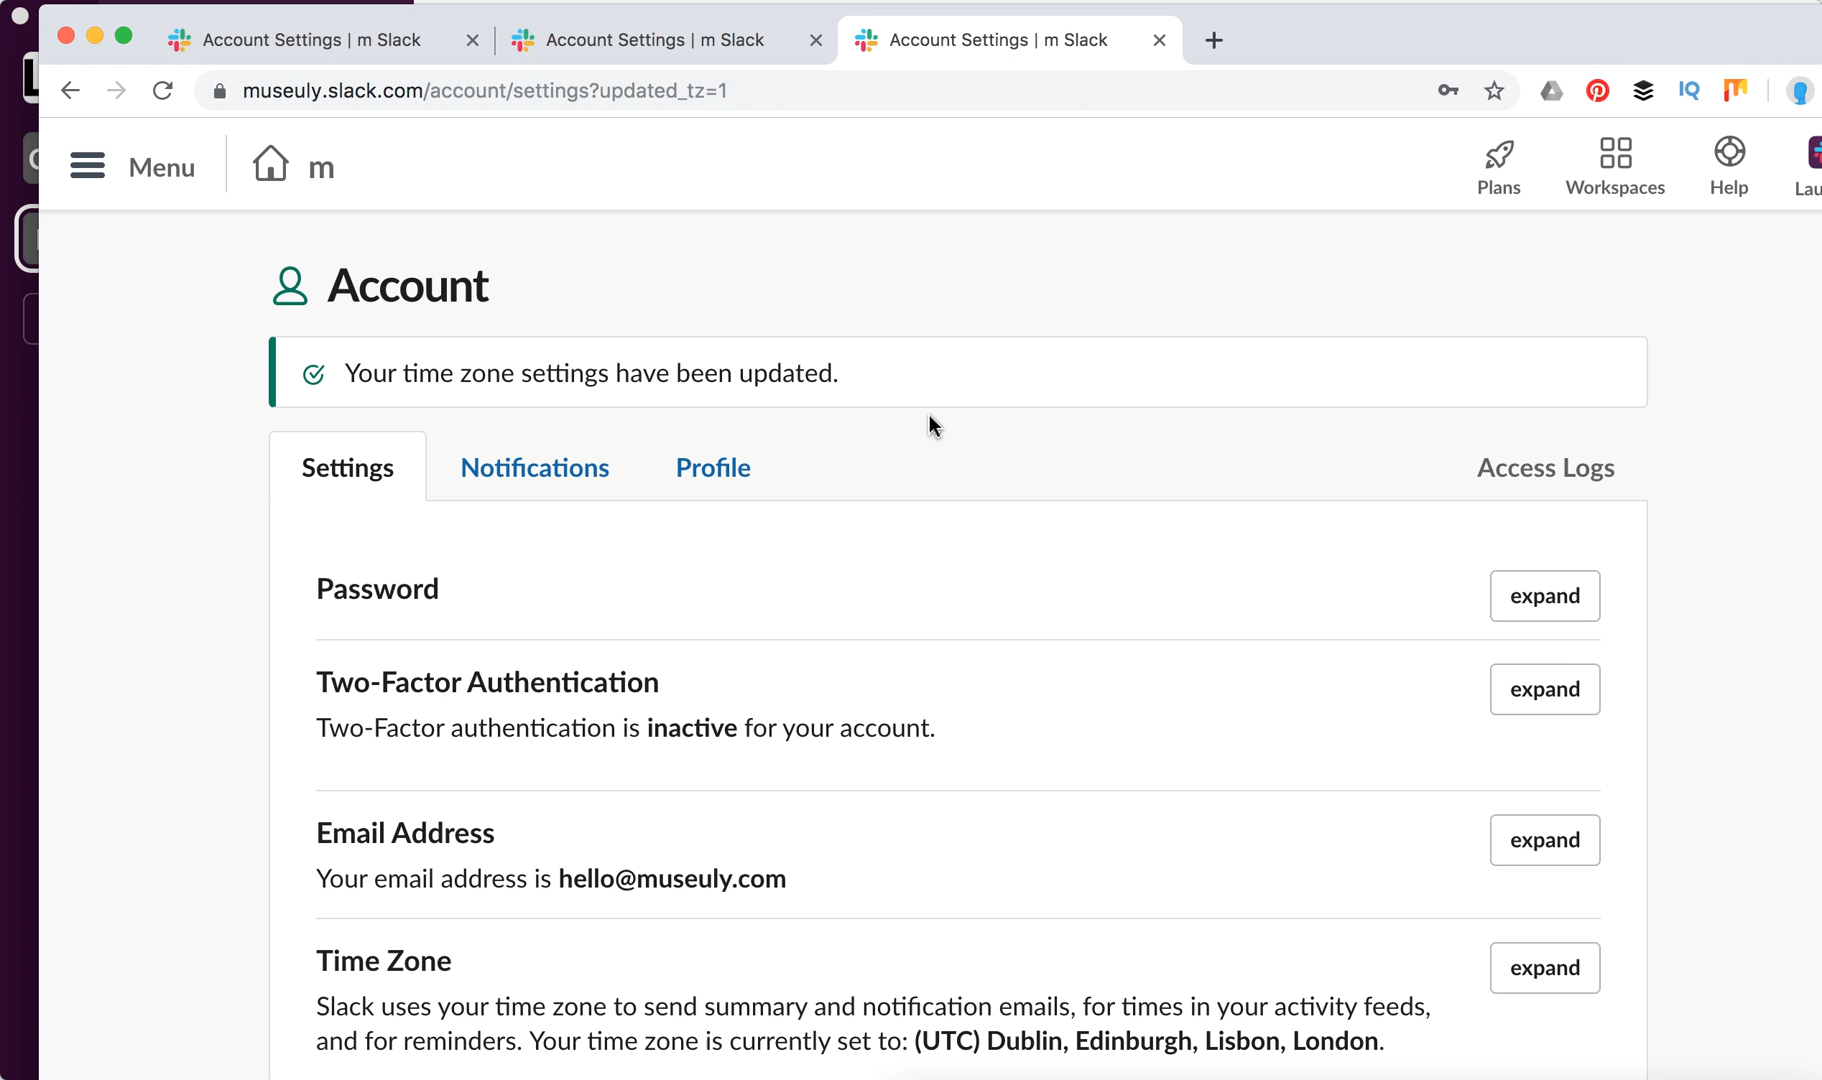 Account Settings | m Slack
Account Settings | m Slack
Account Settings | m Slack
museuly.slack.com/account/settings?updated_tz=1
IQ
Menu
m
Plans
Workspaces
Help
Lau
Account
Your time zone settings have been updated.
Settings
Notifications
Profile
Access Logs
Password
expand
Two-Factor Authentication
expand
Two-Factor authentication is inactive for your account.
Email Address
expand
Your email address is hello@museuly.com
Time Zone
expand
Slack uses your time zone to send summary and notification emails, for times in your activity feeds,
and for reminders. Your time zone is currently set to: (UTC) Dublin, Edinburgh, Lisbon, London.